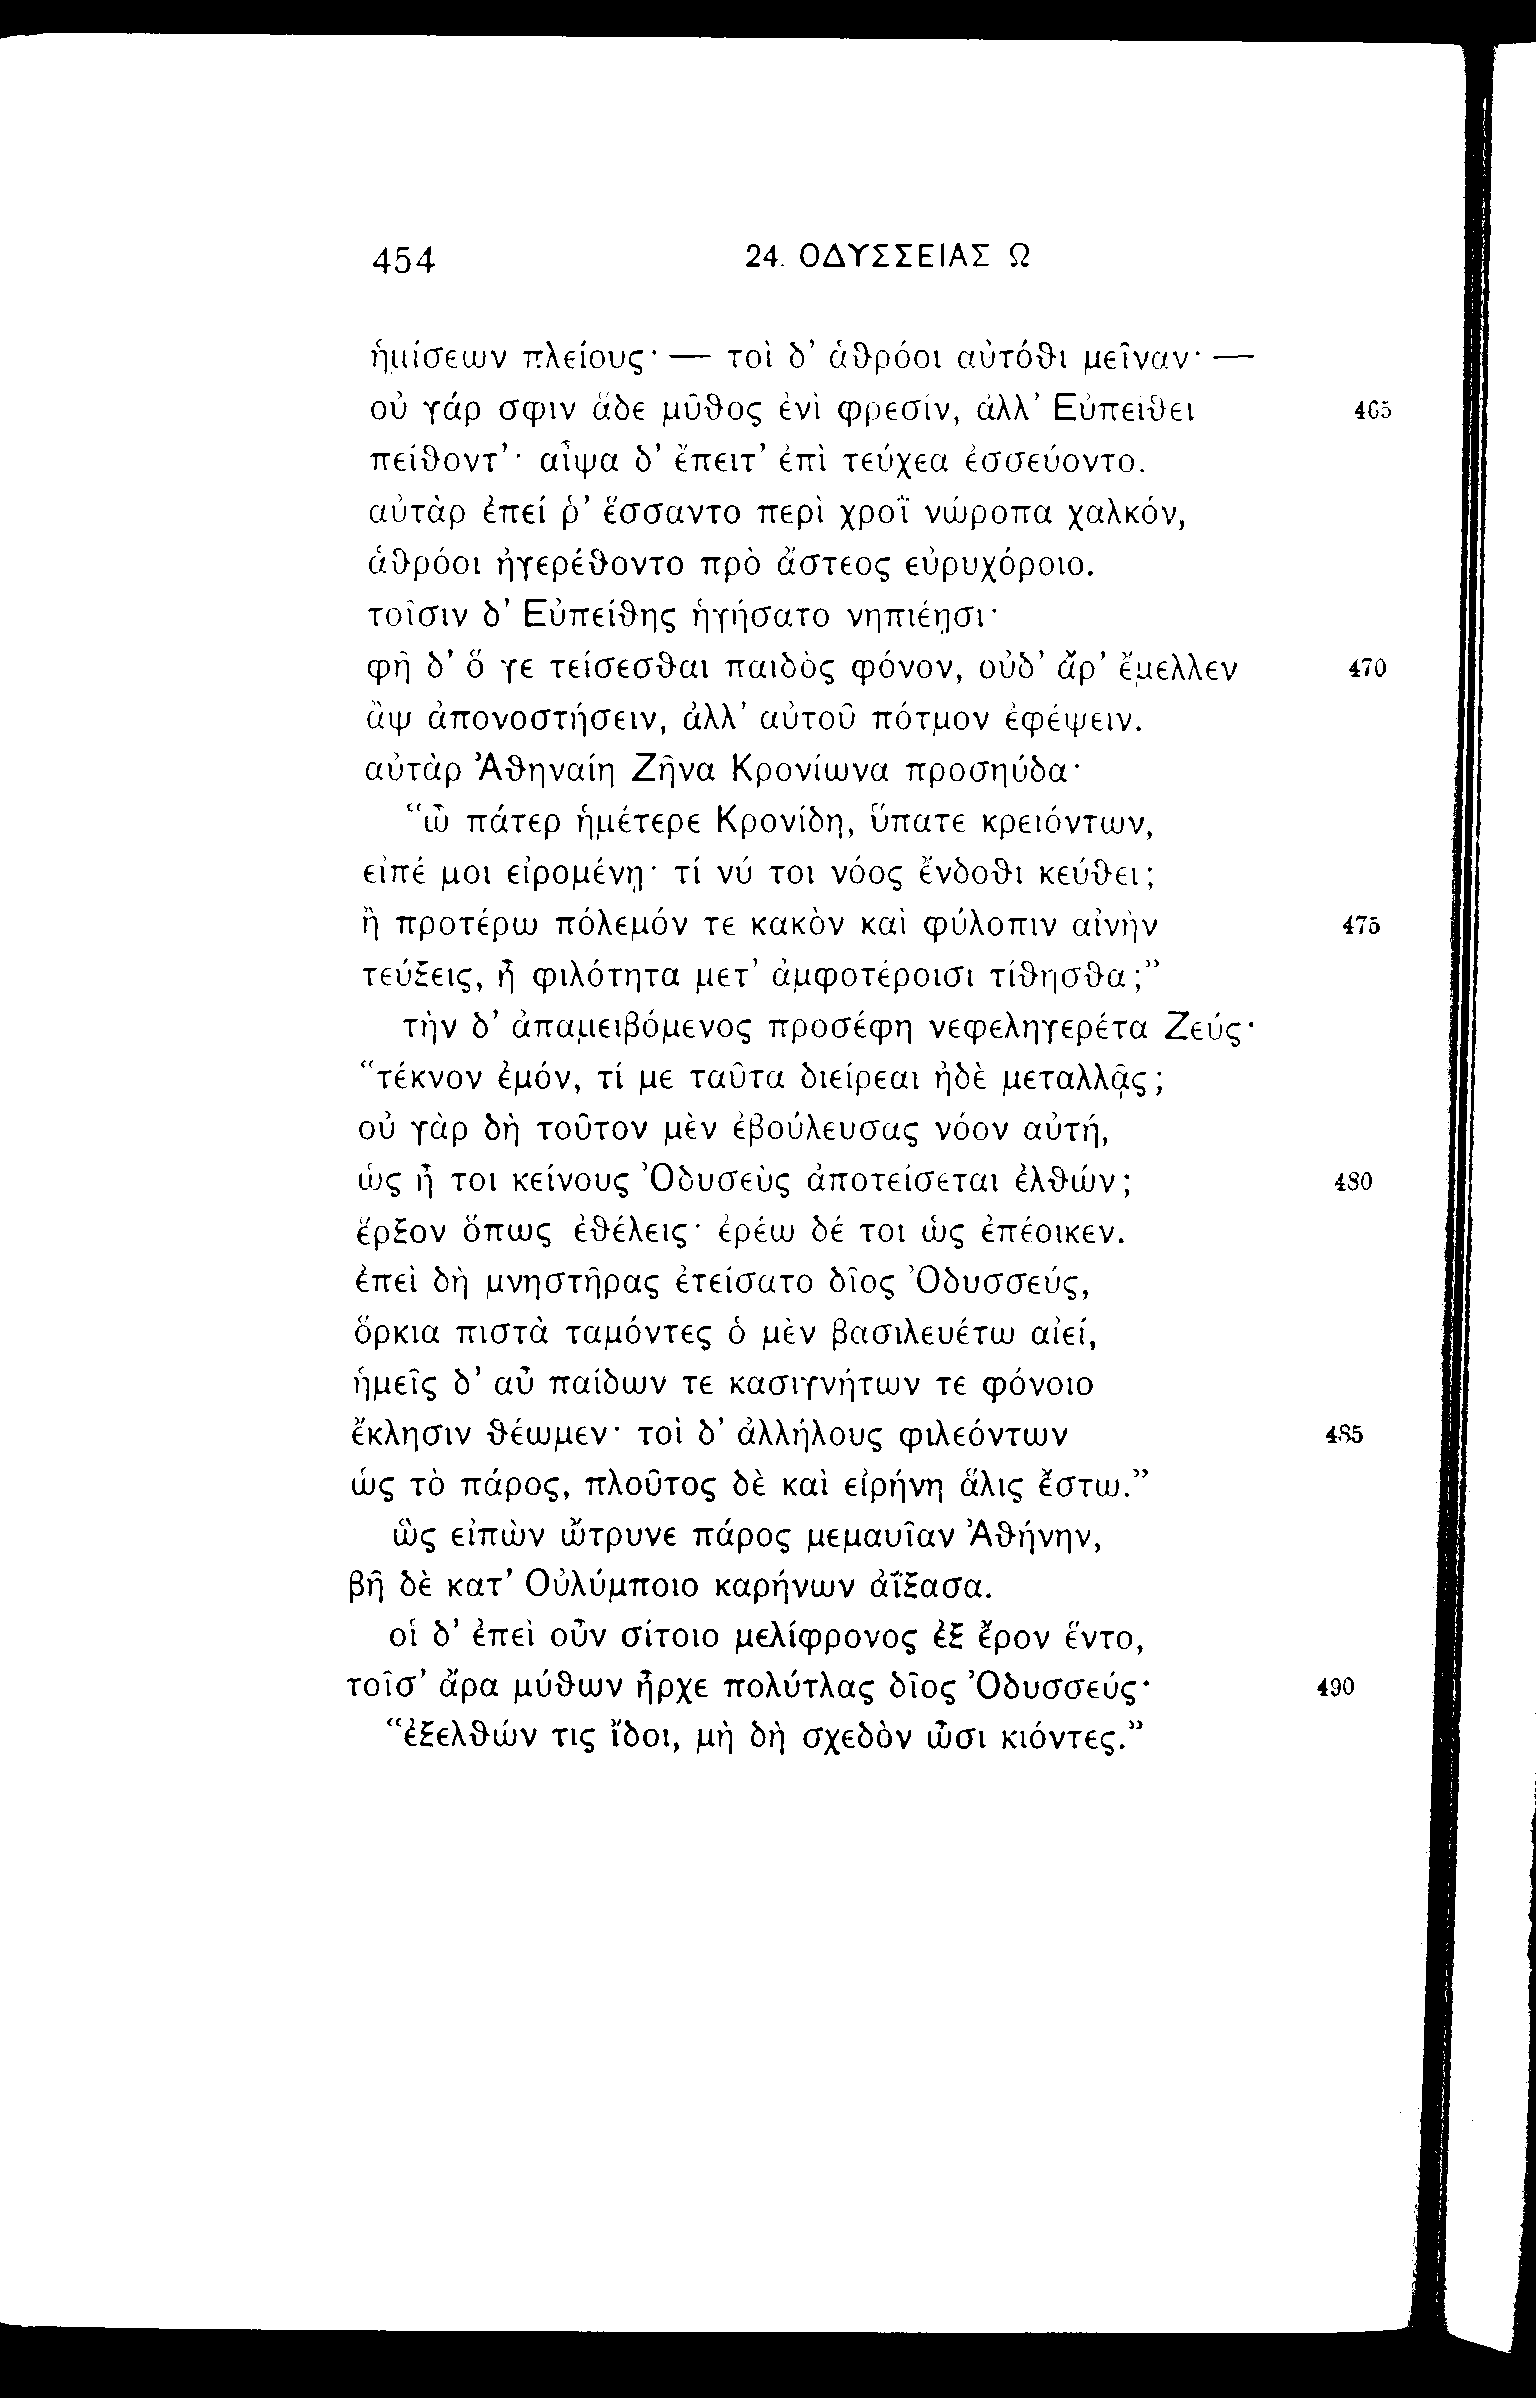 454 24. ΟΔΥΣΣΕΙΑΣ Ω
ἡμίσεων πλείους· — τοὶ δ’ ἁθρόοι αὐτόθι μεῖναν· —
οὐ γάρ σφιν ἅδε μῦθος ἐνὶ φρεσίν, ἀλλ’ Εὐπείθει 465
πείθοντ’· αἶψα δ’ ἔπειτ’ ἐπὶ τεύχεα ἐσσεύοντο.
αὐτὰρ ἐπεί ῥ’ ἕσσαντο περὶ χροῒ νώροπα χαλκόν,
ἁθρόοι ἠγερέθοντο πρὸ ἄστεος εὐρυχόροιο.
τοῖσιν δ’ Εὐπείθης ἡγήσατο νηπιέῃσι·
φῆ δ’ ὅ γε τείσεσθαι παιδὸς φόνον, οὐδ’ ἄρ’ ἔμελλεν 470
ἂψ ἀπονοστήσειν, ἀλλ’ αὐτοῦ πότμον ἐφέψειν.
αὐτὰρ Ἀθηναίη Ζῆνα Κρονίωνα προσηύδα·
“ὦ πάτερ ἡμέτερε Κρονίδη, ὕπατε κρειόντων,
εἰπέ μοι εἰρομένῃ· τί νύ τοι νόος ἔνδοθι κεύθει;
ἢ προτέρω πόλεμόν τε κακὸν καὶ φύλοπιν αἰνὴν 475
τεύξεις, ἦ φιλότητα μετ’ ἀμφοτέροισι τίθησθα;”
τὴν δ’ ἀπαμειβόμενος προσέφη νεφεληγερέτα Ζεύς·
“τέκνον ἐμόν, τί με ταῦτα διείρεαι ἠδὲ μεταλλᾷς;
οὐ γὰρ δὴ τοῦτον μὲν ἐβούλευσας νόον αὐτή,
ὡς ἦ τοι κείνους Ὀδυσεὺς ἀποτείσεται ἐλθών; 480
ἕρξον ὅπως ἐθέλεις· ἐρέω δέ τοι ὡς ἐπέοικεν.
ἐπεὶ δὴ μνηστῆρας ἐτείσατο δῖος Ὀδυσσεύς,
ὅρκια πιστὰ ταμόντες ὁ μὲν βασιλευέτω αἰεί,
ἡμεῖς δ’ αὖ παίδων τε κασιγνήτων τε φόνοιο
ἔκλησιν θέωμεν· τοὶ δ’ ἀλλήλους φιλεόντων 485
ὡς τὸ πάρος, πλοῦτος δὲ καὶ εἰρήνη ἅλις ἔστω.”
ὣς εἰπὼν ὤτρυνε πάρος μεμαυῖαν Ἀθήνην,
βῆ δὲ κατ’ Οὐλύμποιο καρήνων ἀΐξασα.
οἱ δ’ ἐπεὶ οὖν σίτοιο μελίφρονος ἐξ ἔρον ἕντο,
τοῖσ’ ἄρα μύθων ἦρχε πολύτλας δῖος Ὀδυσσεύς· 490
“ἐξελθών τις ἴδοι, μὴ δὴ σχεδὸν ὦσι κιόντες.”